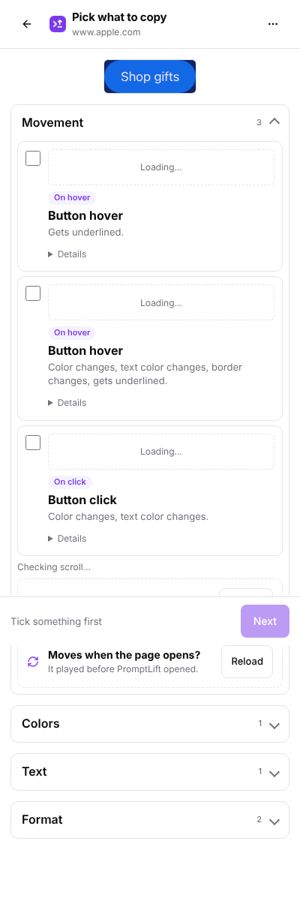 Pick what to copy
www.apple.com
Shop gifts
Movement
3
Loading...
On hover
Button hover
Gets underlined.
Details
Loading...
On hover
Button hover
Color changes, text color changes, border
changes, gets underlined.
Details
Loading...
On click
Button click
Color changes, text color changes.
Details
Checking scroll...
Tick something first
Next
Moves when the page opens?
It played before PromptLift opened.
Reload
Colors
1
Text
1
Format
2